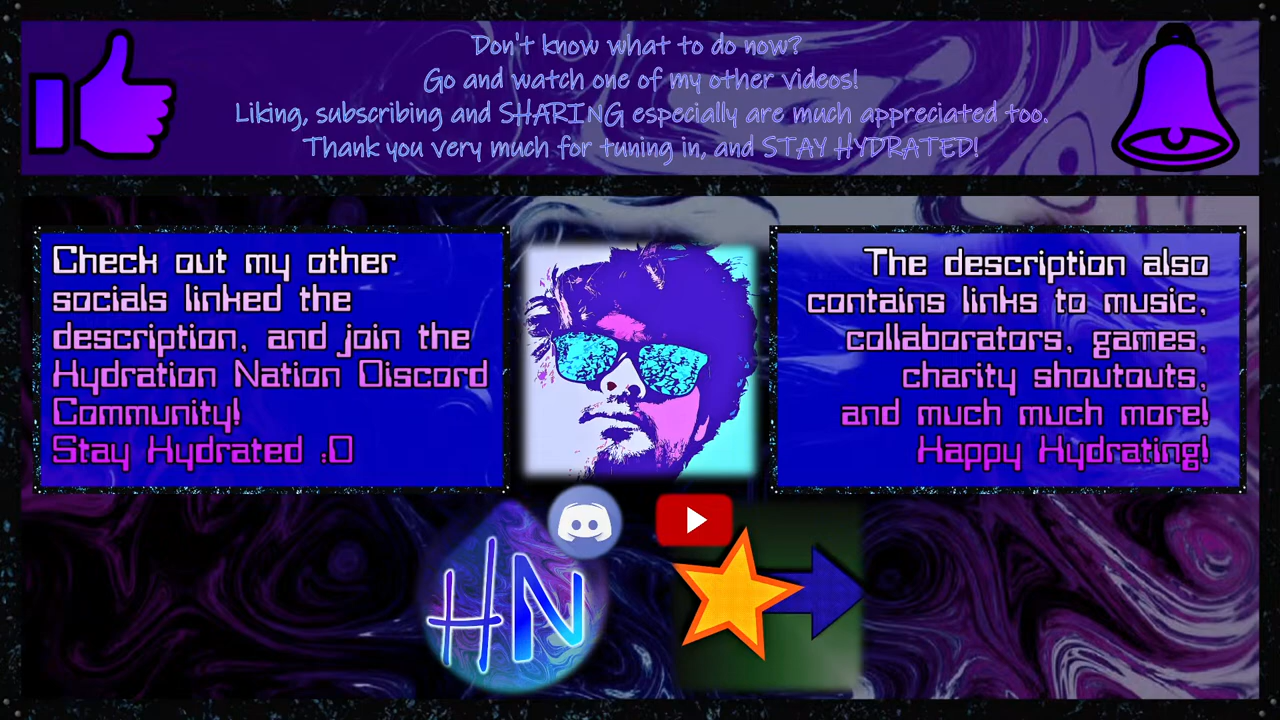 Don't know what to do now?
Go and watch one of my other videos!
Liking, subscribing and SHARING especially are much appreciated too.
Thank you very much for tuning in, and STAY HYDRATED!
Check out my other
socials linked the
description, and join the
Hydration Nation Discord
Community!
Stay Hydrated :D
The description also
contains links to music,
collaborators, games,
charity shoutouts,
and much much more!
Happy Hydrating!
HN